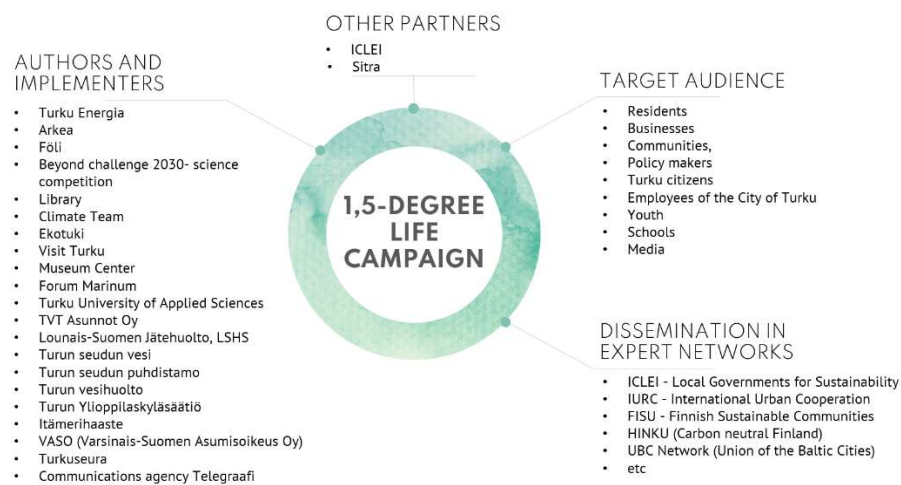 OTHER PARTNERS
• ICLEI
• Sitra
AUTHORS AND
IMPLEMENTERS
• Turku Energia
• Arkea
• Föli
• Beyond challenge 2030- science
competition
• Library
• Climate Team
• Ekotuki
• Visit Turku
• Museum Center
• Forum Marinum
• Turku University of Applied Sciences
• TVT Asunnot Oy
• Lounais-Suomen Jätehuolto, LSHS
• Turun seudun vesi
• Turun seudun puhdistamo
• Turun vesihuolto
• Turun Ylioppilaskyläsäätiö
• Itämerihaaste
• VASO (Varsinais-Suomen Asumisoikeus Oy)
• Turkuseura
• Communications agency Telegraafi
1,5-DEGREE
LIFE
CAMPAIGN
TARGET AUDIENCE
• Residents
• Businesses
• Communities,
• Policy makers
• Turku citizens
• Employees of the City of Turku
• Youth
• Schools
• Media
DISSEMINATION IN
EXPERT NETWORKS
• ICLEI - Local Governments for Sustainability
• IURC - International Urban Cooperation
• FISU - Finnish Sustainable Communities
• HINKU (Carbon neutral Finland)
• UBC Network (Union of the Baltic Cities)
• etc